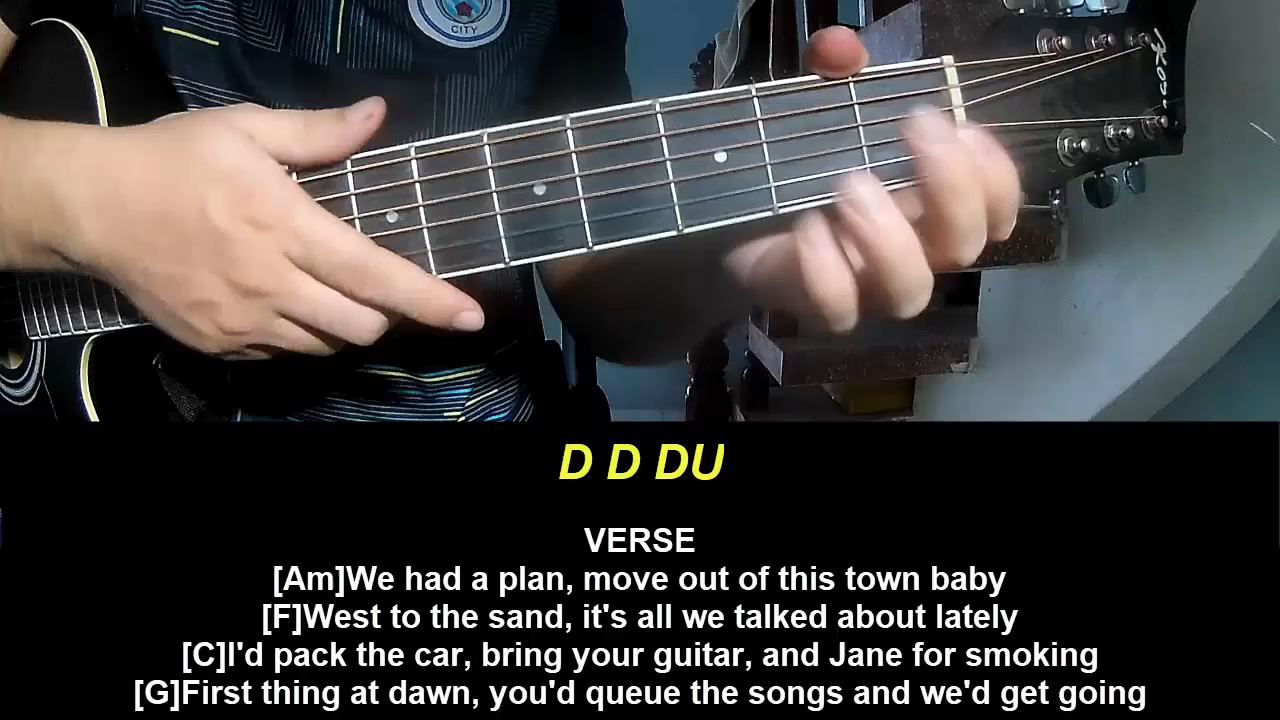 CITY
D D DU
VERSE
[Am]We had a plan, move out of this town baby
[F]West to the sand, it's all we talked about lately
[C]I'd pack the car, bring your guitar, and Jane for smoking
[G]First thing at dawn, you'd queue the songs and we'd get going